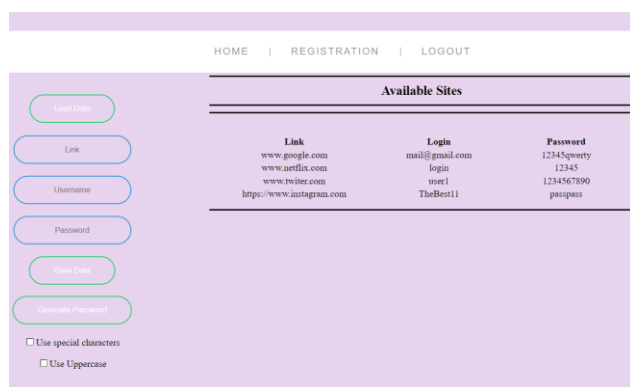 HOME | REGISTRATION | LOGOUT
Load Data
Link
Username
Password
Save Data
Generate Password
Use special characters
Use Uppercase
Available Sites
Link Login Password
www.google.com mail@gmail.com 12345qwerty
www.netflix.com login 12345
www.twiter.com user1 1234567890
https://www.instagram.com TheBest11 passpass